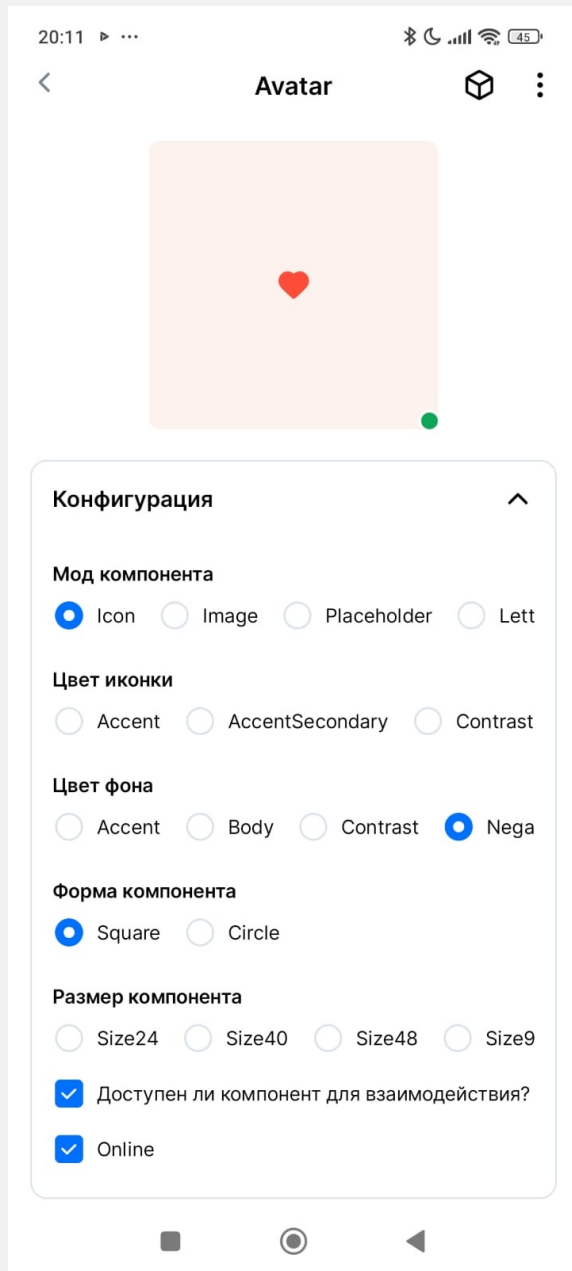 20:11
45
Avatar
Конфигурация
Мод компонента
Icon Image Placeholder Lett
Цвет иконки
Accent AccentSecondary Contrast
Цвет фона
Accent Body Contrast Nega
Форма компонента
Square Circle
Размер компонента
Size24 Size40 Size48 Size9
Доступен ли компонент для взаимодействия?
Online